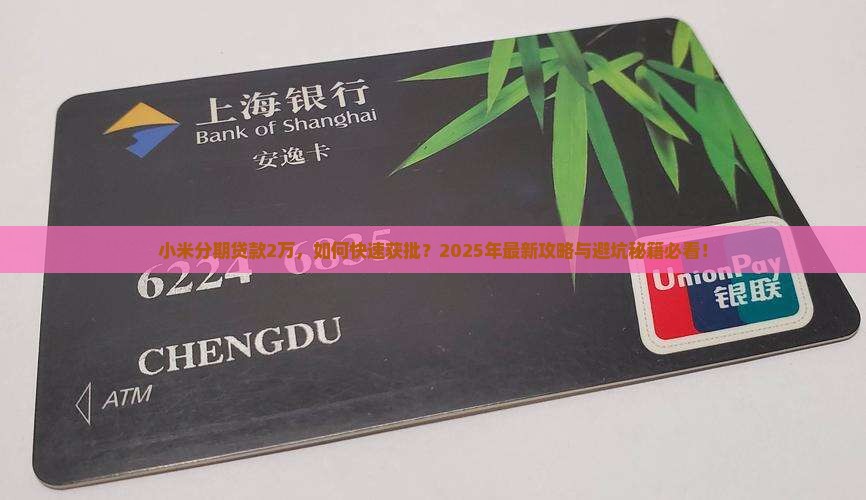 上海银行
Bank of Shanghai
安逸卡
小米分期贷款2万，如何快速获批？2025年最新攻略与避坑秘籍必看！
6224 6835
UnionPay
银联
CHENGDU
ATM